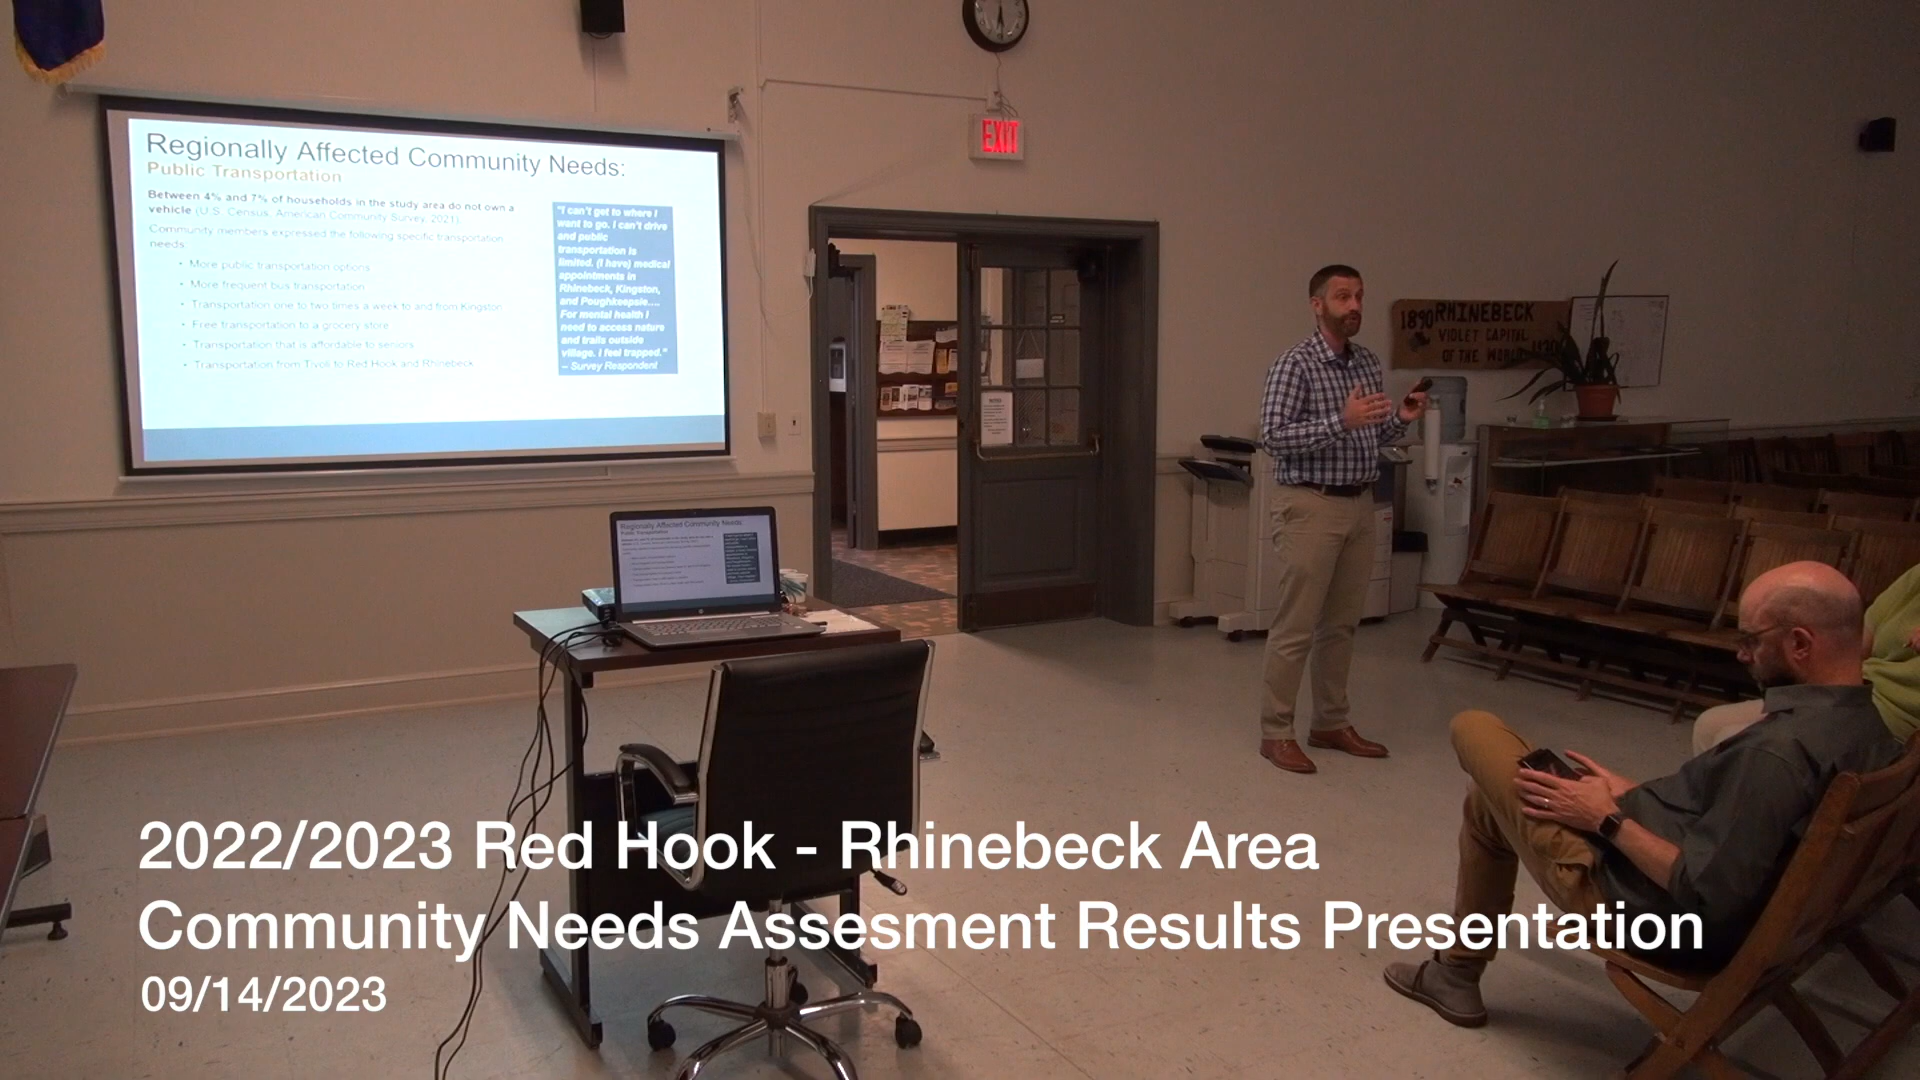 Regionally Affected Community Needs:
Public Transportation
Between 4% and 7% of households in the study area do not own a
vehicle (U.S. Census, American Community Survey, 2021).
Community members expressed the following specific transportation
needs
• More public transportation options
• More frequent bus transportation
• Transportation one to two times a week to and from Kingston
• Free transportation to a grocery store
• Transportation that is affordable to seniors
• Transportation from Tivoli to Red Hook and Rhinebeck
"I can't get to where I
want to go. I can't drive
and public
transportation is
limited. (I have) medical
appointments in
Rhinebeck, Kingston,
and Poughkeepsie....
For mental health I
need to access nature
and trails outside
village. I feel trapped."
– Survey Respondent
EXIT
1890 RHINEBECK
VIOLET CAPITAL
OF THE WORLD
Regionally Affected Community Needs:
Public Transportation
2022/2023 Red Hook - Rhinebeck Area
Community Needs Assesment Results Presentation
09/14/2023